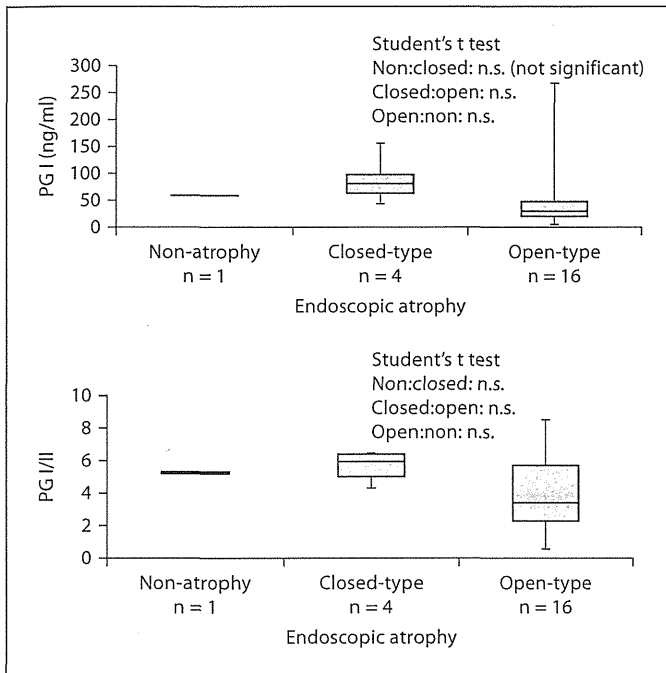 Student's t test
Non:closed: n.s. (not significant)
Closed:open: n.s.
Open:non: n.s.
PG I (ng/ml)
300
250
200
150
100
50
0
Non-atrophy
n = 1
Closed-type
n = 4
Open-type
n = 16
Endoscopic atrophy
Student's t test
Non:closed: n.s.
Closed:open: n.s.
Open:non: n.s.
PG I/II
10
8
6
4
2
0
Non-atrophy
n = 1
Closed-type
n = 4
Open-type
n = 16
Endoscopic atrophy